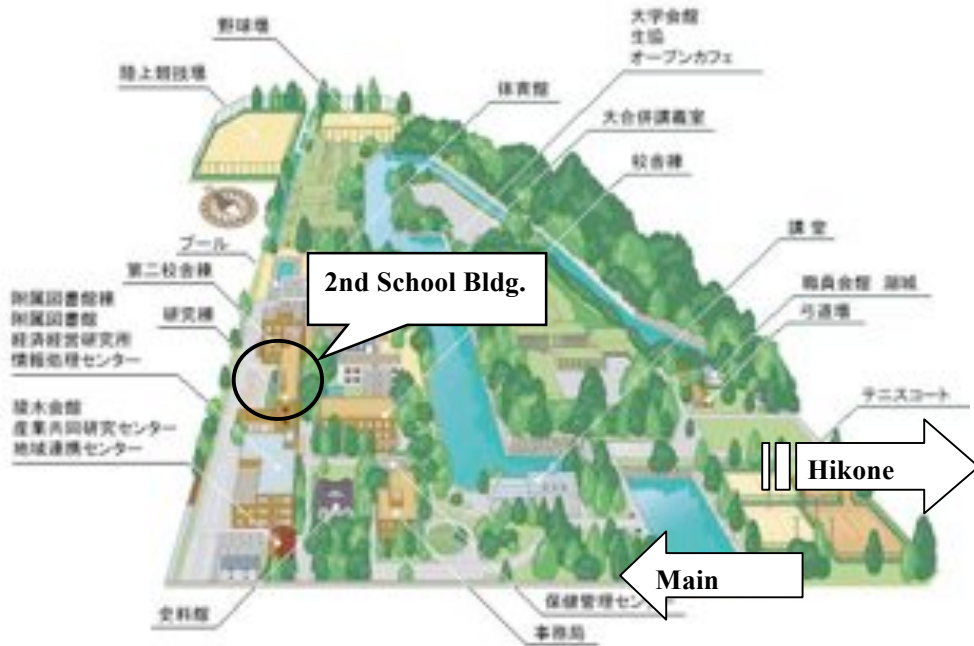 野球場
陸上競技場
大学会館
生協
オープンカフェ
体育館
大合併講義室
校舎棟
講堂
プール
第二校舎棟
2nd School Bldg.
職員会館
弓道場
附属図書館棟
附属図書館
経済経営研究所
情報処理センター
研究棟
テニスコート
陵水会館
産業共同研究センター
地域連携センター
Hikone
Main
保健管理センター
史料館
事務局